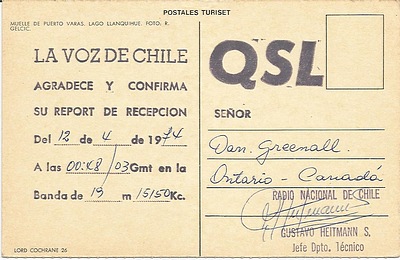 POSTALES TURISET
MUELLE DE PUERTO VARAS. LAGO LLANQUIHUE. FOTO. R.
GELCIC.
LA VOZ DE CHILE
AGRADECE Y CONFIRMA
SU REPORT DE RECEPCION
Del 12 de 4 de 1974
A las 00:48/03 Gmt en la
Banda de 19 m 15150 Kc.
LORD COCHRANE 26
QSL
SEÑOR
Dan. Greenall.
Ontario - Canadá
RADIO NACIONAL DE CHILE
GUSTAVO HEITMANN S.
Jefe Dpto. Técnico